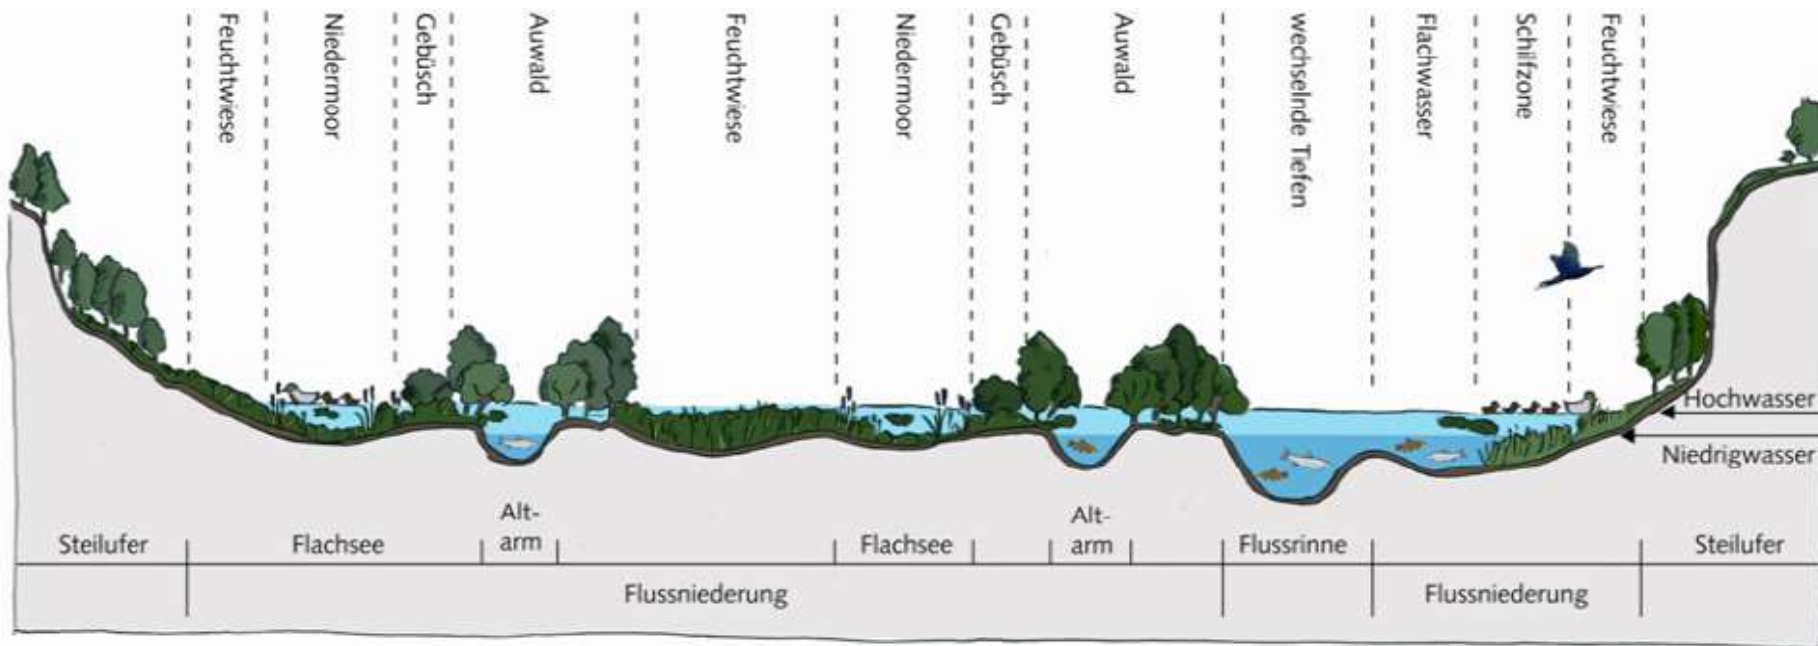 Feuchtwiese
Niedermoor
Gebüsch
Auwald
Feuchtwiese
Niedermoor
Gebüsch
Auwald
wechselnde Tiefen
Flachwasser
Schilfzone
Feuchtwiese
Hochwasser
Niedrigwasser
Steilufer
Flachsee
Alt-
arm
Flachsee
Alt-
arm
Flussrinne
Steilufer
Flussniederung
Flussniederung